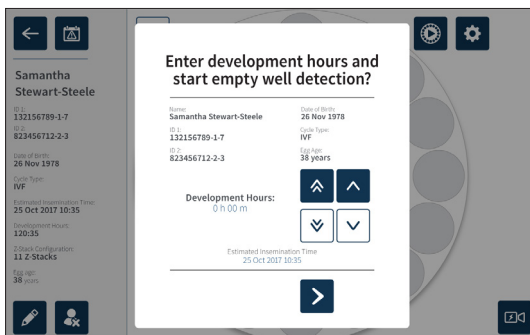 Samantha
Stewart-Steele
ID 1:
132156789-1-7
ID 2:
823456712-2-3
Date of Birth:
26 Nov 1978
Cycle Type:
IVF
Estimated Insemination Time:
25 Oct 2017 10:35
Development Hours:
120:35
Z-Stack Configuration:
11 Z-Stacks
Egg age:
38 years
Enter development hours and
start empty well detection?
Name:
Samantha Stewart-Steele
Date of Birth:
26 Nov 1978
ID 1:
132156789-1-7
Cycle Type:
IVF
ID 2:
823456712-2-3
Egg Age:
38 years
Development Hours:
0 h 00 m
Estimated Insemination Time
25 Oct 2017 10:35